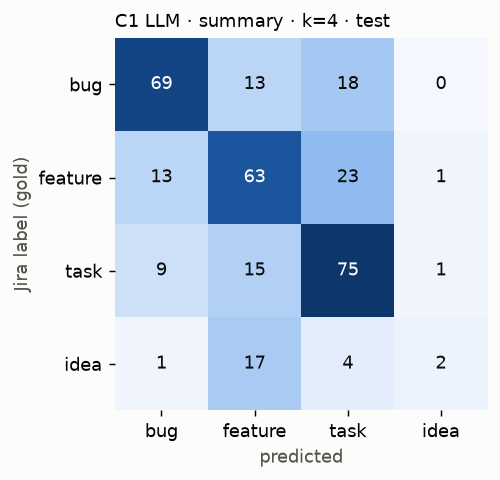 C1 LLM · summary · k=4 · test
Jira label (gold)
bug 69 13 18 0
feature 13 63 23 1
task 9 15 75 1
idea 1 17 4 2
bug feature task idea
predicted